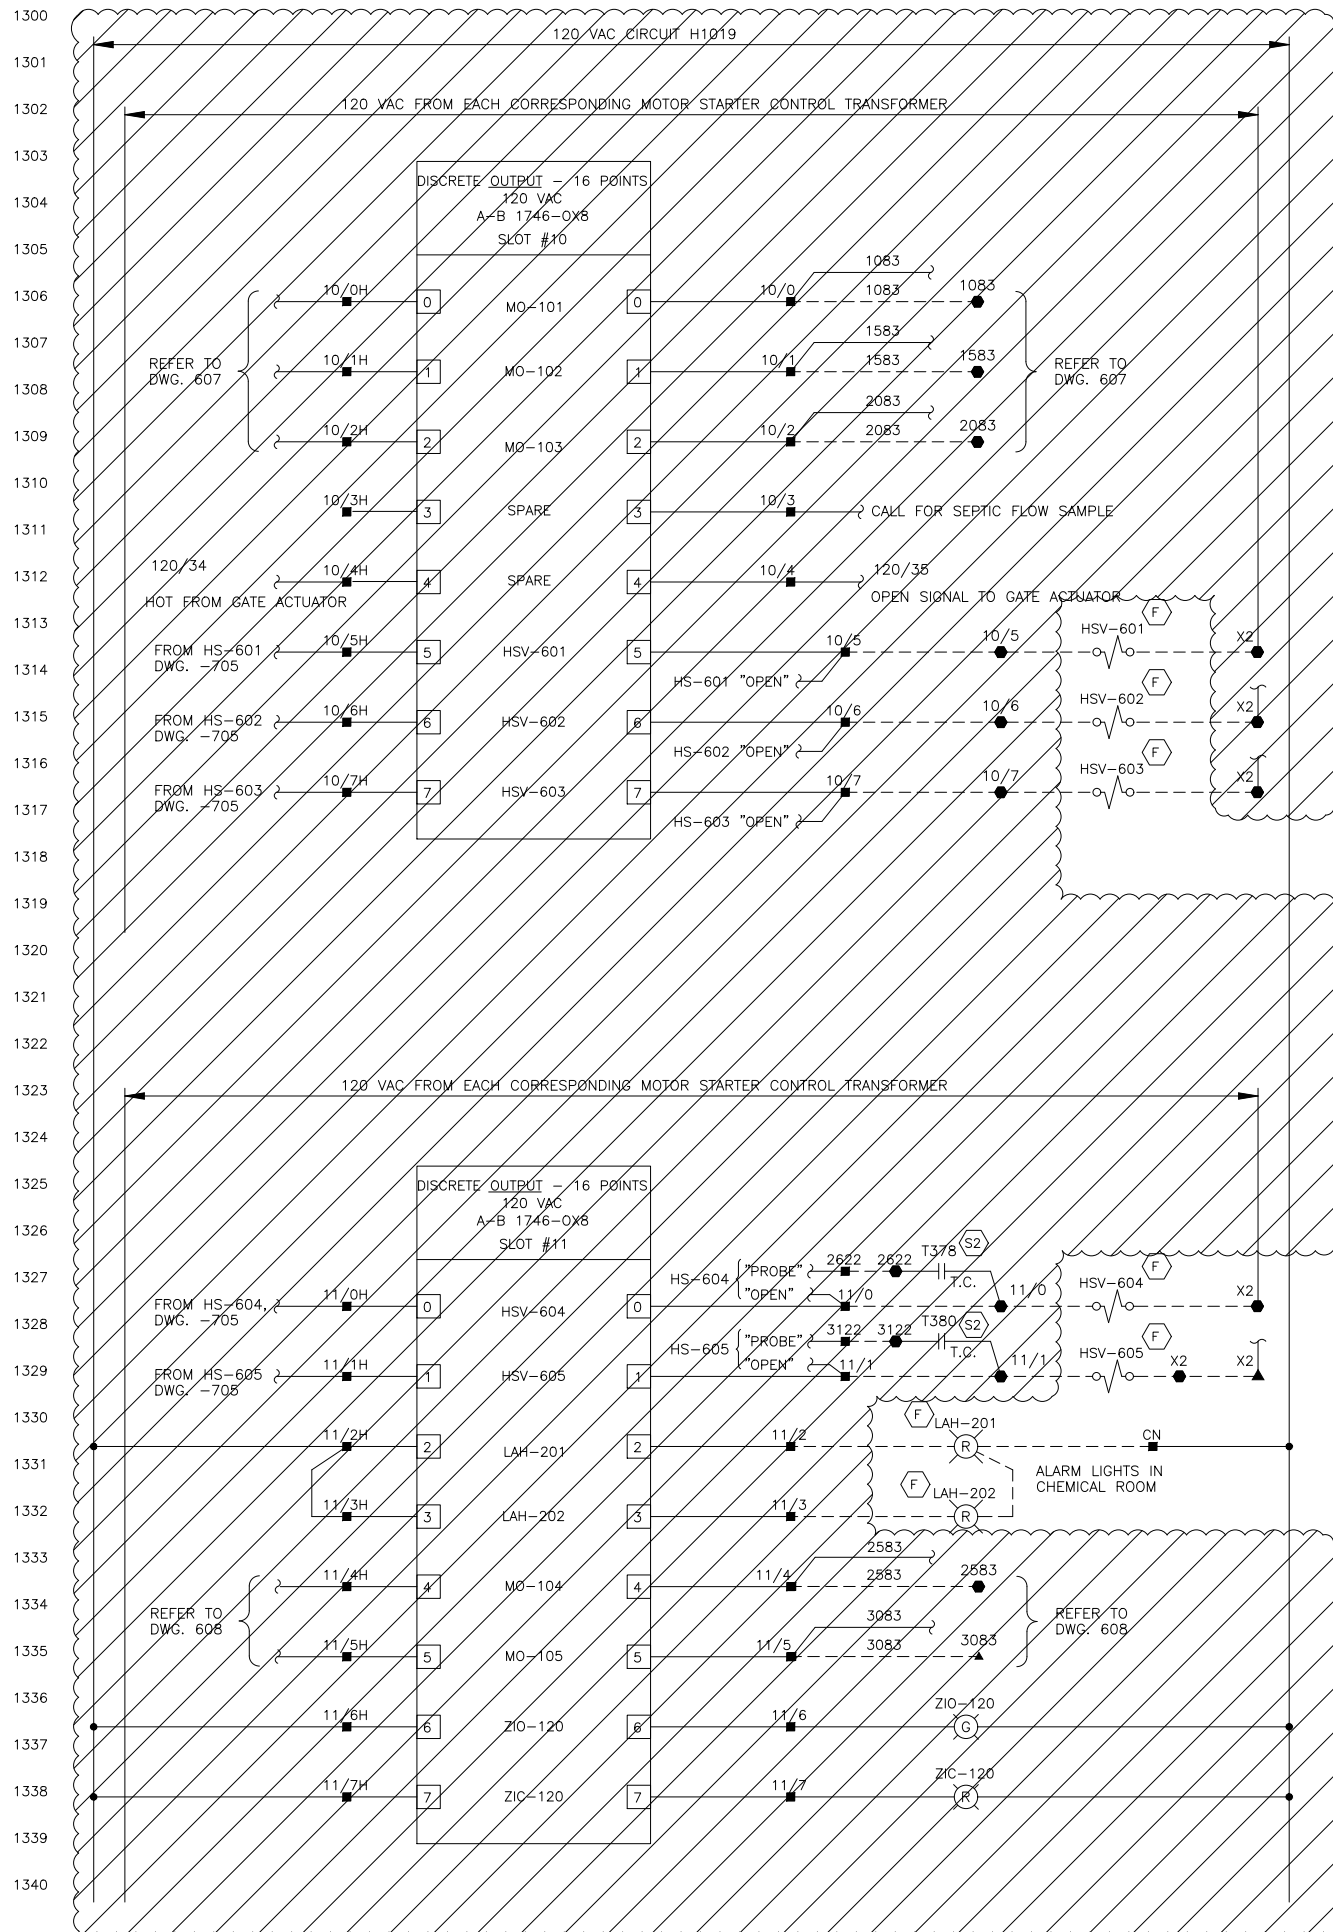 1300
120 VAC CIRCUIT H1019
1301
1302
120 VAC FROM EACH CORRESPONDING MOTOR STARTER CONTROL TRANSFORMER
1303
DISCRETE OUTPUT - 16 POINTS
1304
120 VAC
A-B 1746-OX8
SLOT #10
1305
1083
1306
10/0H
0
MO-101
0
10/0
1083
1083
1307
1583
REFER TO
DWG. 607
10/1H
1
MO-102
1
10/1
1583
1583
REFER TO
DWG. 607
1308
2083
1309
10/2H
2
MO-103
2
10/2
2083
2083
1310
10/3H
3
SPARE
3
10/3
CALL FOR SEPTIC FLOW SAMPLE
1311
120/34
1312
10/4H
4
SPARE
4
10/4
120/35
HOT FROM GATE ACTUATOR
OPEN SIGNAL TO GATE ACTUATOR
1313
F
FROM HS-601
DWG. -705
10/5H
5
HSV-601
5
10/5
10/5
HSV-601
X2
1314
HS-601 "OPEN"
F
1315
FROM HS-602
DWG. -705
10/6H
6
HSV-602
6
10/6
10/6
HSV-602
X2
HS-602 "OPEN"
F
1316
FROM HS-603
DWG. -705
10/7H
7
HSV-603
7
10/7
10/7
HSV-603
X2
1317
HS-603 "OPEN"
1318
1319
1320
1321
1322
1323
120 VAC FROM EACH CORRESPONDING MOTOR STARTER CONTROL TRANSFORMER
1324
1325
DISCRETE OUTPUT - 16 POINTS
120 VAC
1326
A-B 1746-OX8
SLOT #11
1327
HS-604
"PROBE"
2622
2622
T378
S2
T.C.
F
"OPEN"
11/0
FROM HS-604,
DWG. -705
11/0H
0
HSV-604
0
11/0
HSV-604
X2
1328
HS-605
"PROBE"
3122
3122
T380
S2
T.C.
F
"OPEN"
11/1
1329
FROM HS-605
DWG. -705
11/1H
1
HSV-605
1
11/1
HSV-605
X2
X2
1330
F
LAH-201
11/2H
2
LAH-201
2
11/2
R
CN
1331
ALARM LIGHTS IN
CHEMICAL ROOM
F
LAH-202
1332
11/3H
3
LAH-202
3
11/3
R
1333
2583
11/4H
4
MO-104
4
11/4
2583
2583
1334
REFER TO
DWG. 608
3083
REFER TO
DWG. 608
1335
11/5H
5
MO-105
5
11/5
3083
3083
1336
ZIO-120
11/6H
6
ZIO-120
6
11/6
G
1337
ZIC-120
1338
11/7H
7
ZIC-120
7
11/7
R
1339
1340